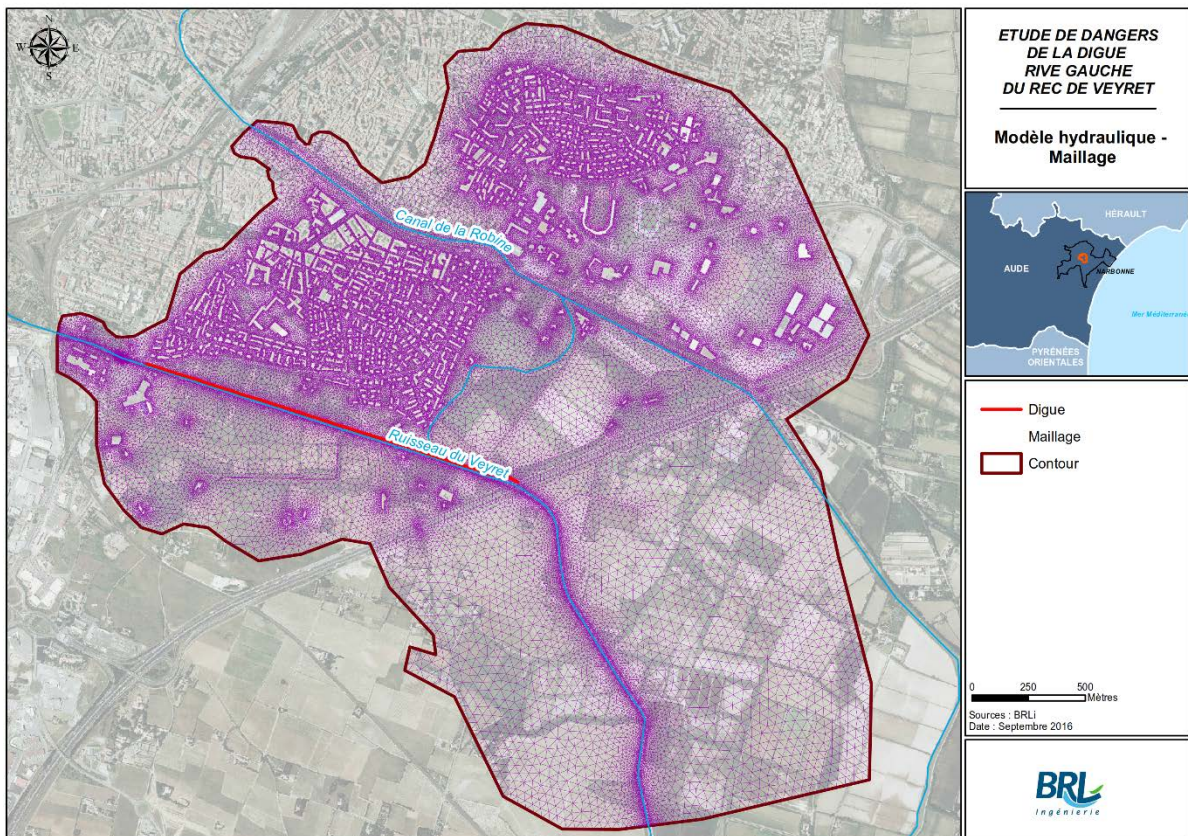 N
W
E
S
Canal de la Robine
Ruisseau du Veyret
ETUDE DE DANGERS
DE LA DIGUE
RIVE GAUCHE
DU REC DE VEYRET
Modèle hydraulique -
Maillage
HÉRAULT
AUDE
NARBONNE
Mer Méditerrané
PYRÉNÉES
ORIENTALES
Digue
Maillage
Contour
0 250 500
Mètres
Sources : BRLi
Date : Septembre 2016
BRL
Ingénierie